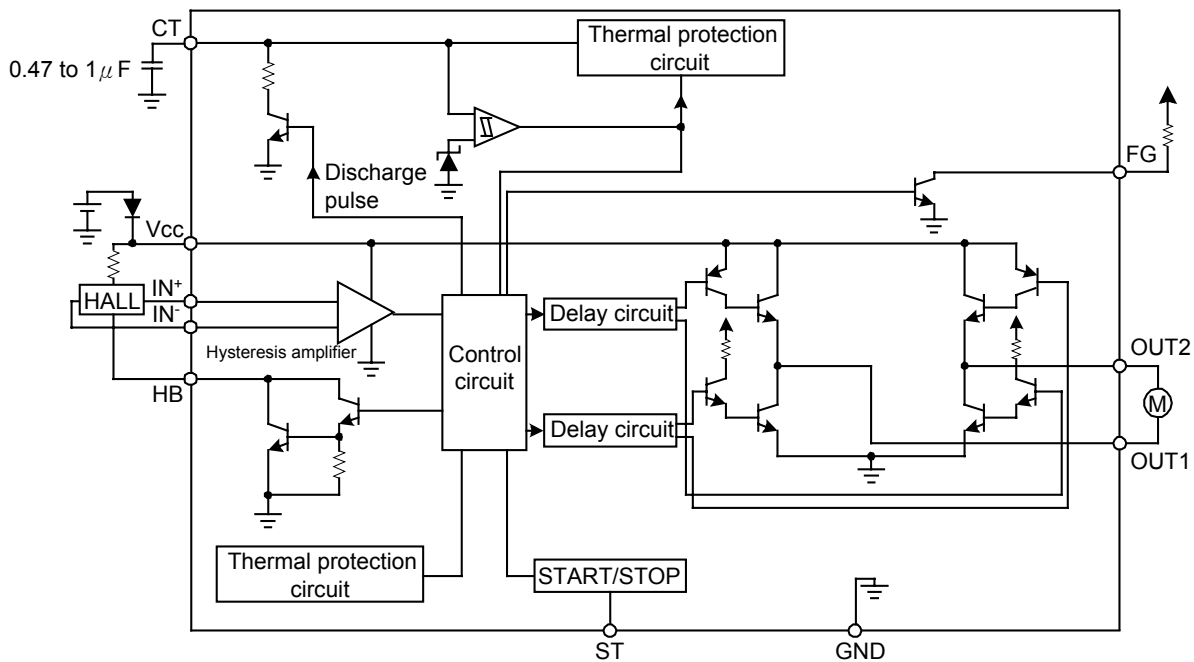 CT
Thermal protection
circuit
0.47 to 1μF
FG
Discharge
pulse
Vcc
IN+
HALL
IN-
Delay circuit
Hysteresis amplifier
Control
circuit
OUT2
HB
M
Delay circuit
OUT1
Thermal protection
circuit
START/STOP
ST
GND